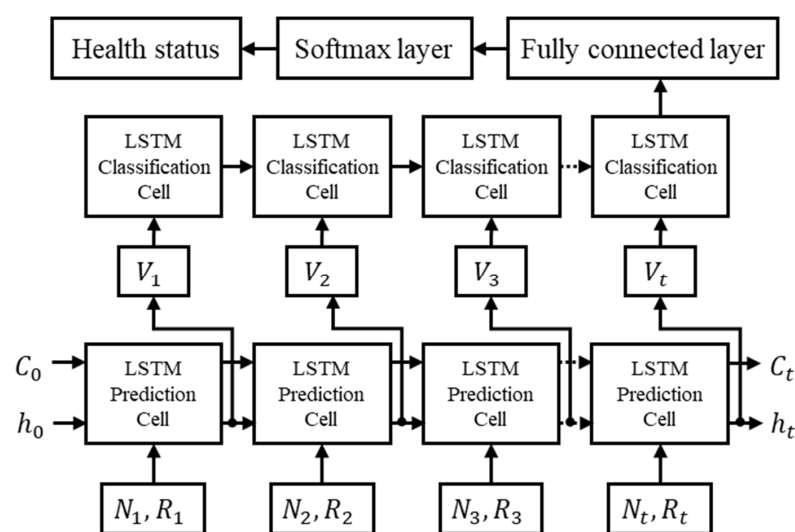 Health status
Softmax layer
Fully connected layer
LSTM
Classification
Cell
LSTM
Classification
Cell
LSTM
Classification
Cell
LSTM
Classification
Cell
V₁
V₂
V₃
Vₜ
C₀
h₀
LSTM
Prediction
Cell
LSTM
Prediction
Cell
LSTM
Prediction
Cell
LSTM
Prediction
Cell
Cₜ
hₜ
N₁, R₁
N₂, R₂
N₃, R₃
Nₜ, Rₜ